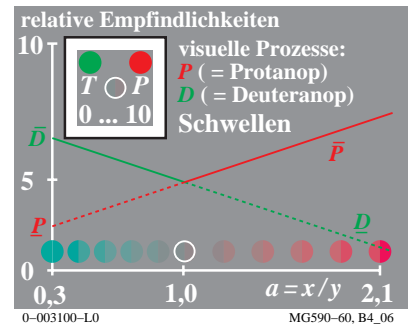 relative Empfindlichkeiten
10
visuelle Prozesse:
P ( = Protanop)
D ( = Deuteranop)
Schwellen
T P
0 ... 10
D̅
P̅
5
P̲
D̲
0
0,3
1,0
a = x / y
2,1
0–003100–L0
MG590–60, B4_06